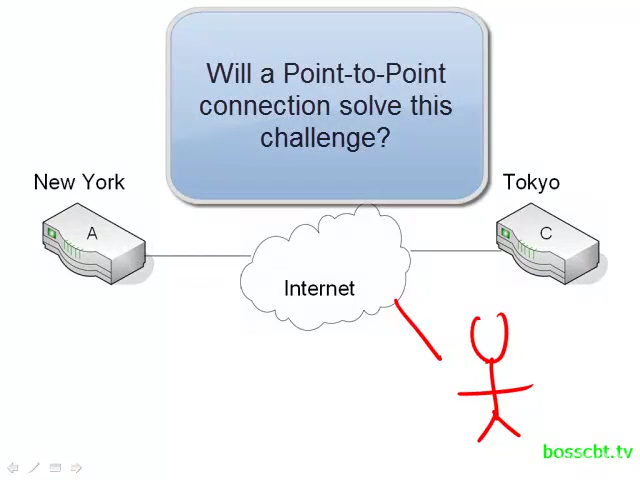 Will a Point-to-Point
connection solve this
challenge?
New York
Tokyo
A
C
Internet
bosscbt.tv